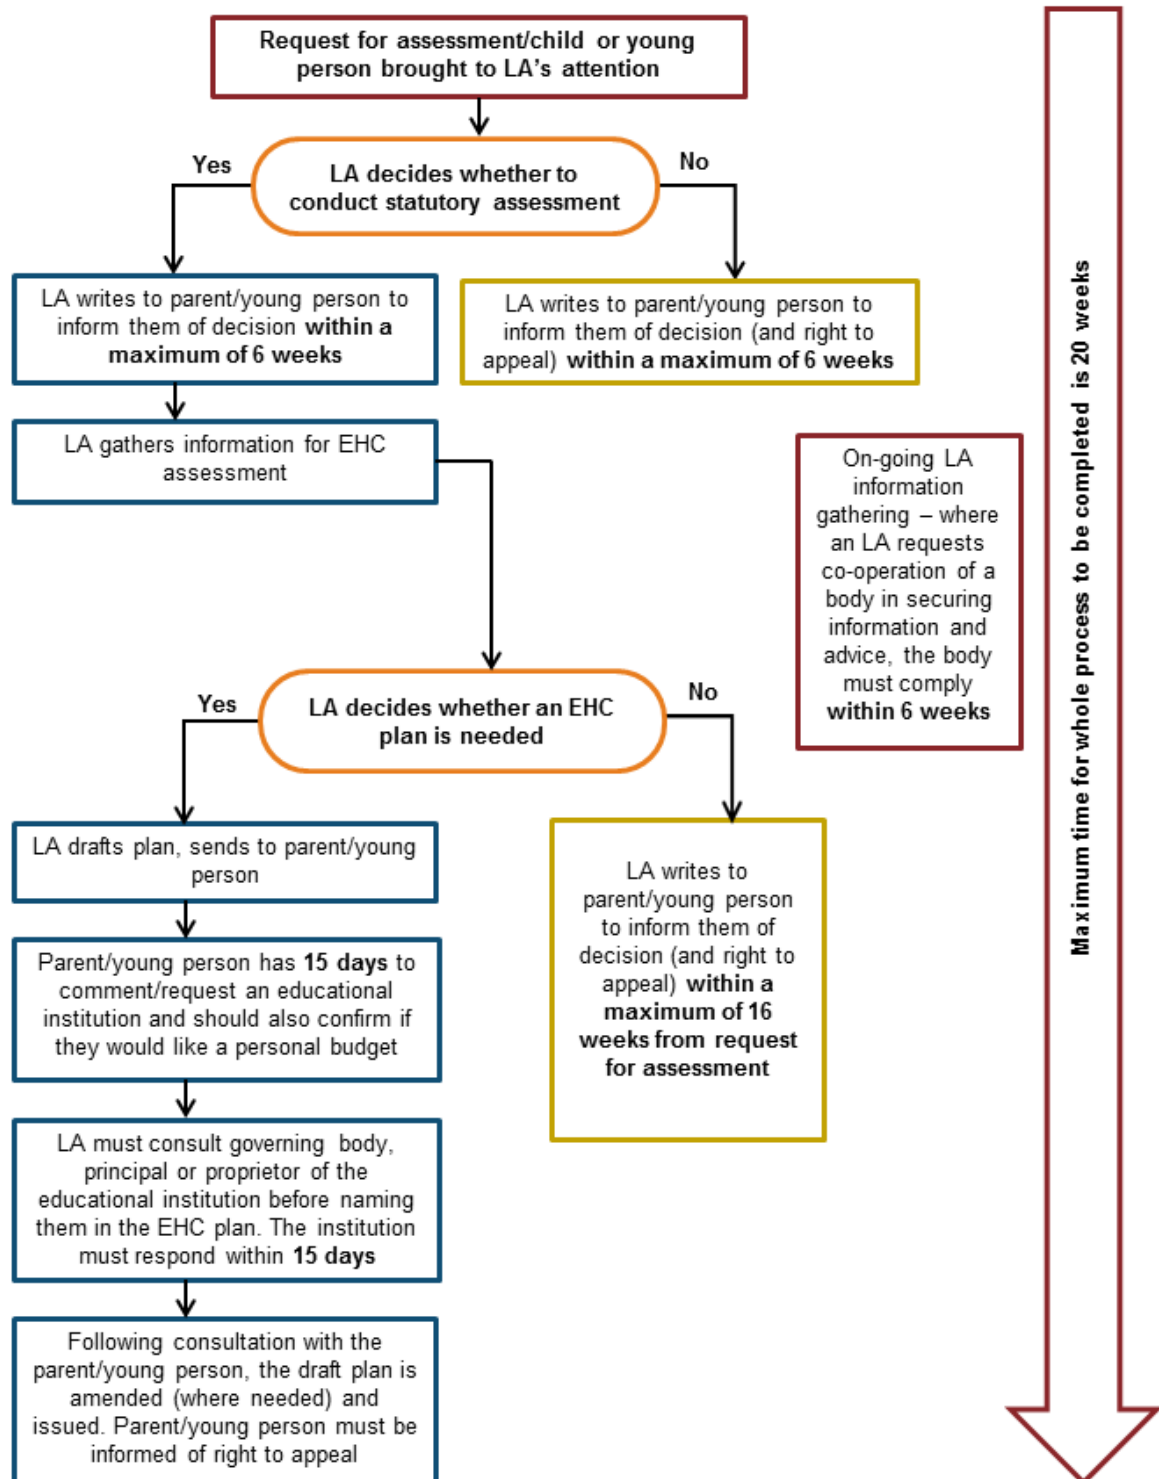 Request for assessment/child or young
person brought to LA's attention
Yes
LA decides whether to
conduct statutory assessment
No
LA writes to parent/young person to
inform them of decision within a
maximum of 6 weeks
LA writes to parent/young person to
inform them of decision (and right to
appeal) within a maximum of 6 weeks
LA gathers information for EHC
assessment
On-going LA
information
gathering – where
an LA requests
co-operation of a
body in securing
information and
advice, the body
must comply
within 6 weeks
Yes
LA decides whether an EHC
plan is needed
No
LA drafts plan, sends to parent/young
person
LA writes to
parent/young person
to inform them of
decision (and right to
appeal) within a
maximum of 16
weeks from request
for assessment
Parent/young person has 15 days to
comment/request an educational
institution and should also confirm if
they would like a personal budget
LA must consult governing body,
principal or proprietor of the
educational institution before naming
them in the EHC plan. The institution
must respond within 15 days
Following consultation with the
parent/young person, the draft plan is
amended (where needed) and
issued. Parent/young person must be
informed of right to appeal
Maximum time for whole process to be completed is 20 weeks